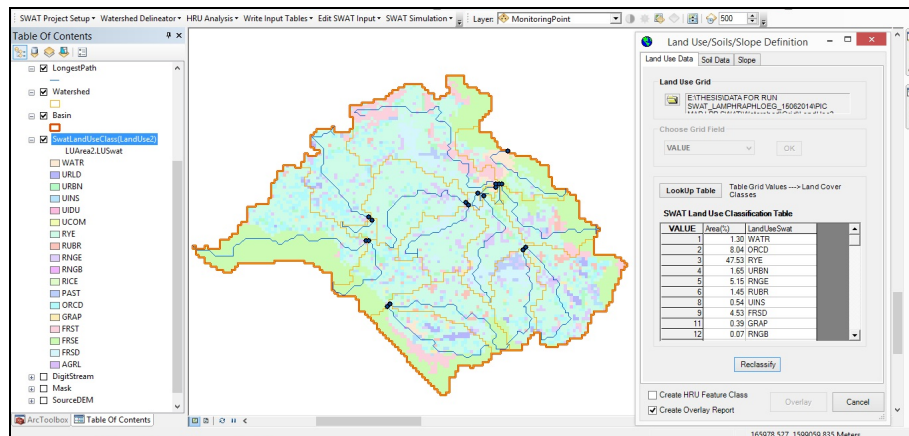 SWAT Project Setup Watershed Delineator HRU Analysis Write Input Tables Edit SWAT Input SWAT Simulation Layer: MonitoringPoint 500
Table Of Contents
LongestPath
Watershed
Basin
SwatLandUseClass(LandUse2)
LUArea2.LUSwat
WATR
URLD
URBN
UINS
UIDU
UCOM
RYE
RUBR
RNGE
RNGB
RICE
PAST
ORCD
GRAP
FRST
FRSE
FRSD
AGRL
DigitStream
Mask
SourceDEM
ArcToolbox Table Of Contents
Land Use/Soils/Slope Definition
Land Use Data Soil Data Slope
Land Use Grid
E:\THESIS\DATA FOR RUN
SWAT_LAMPHRAPHLOEG_15062014\PIC
Choose Grid Field
VALUE OK
LookUp Table Table Grid Values ---> Land Cover
Classes
SWAT Land Use Classification Table
VALUE Area(%) LandUseSwat
1 1.30 WATR
2 8.04 ORCD
3 47.53 RYE
4 1.65 URBN
5 5.15 RNGE
6 1.45 RUBR
8 0.54 UINS
9 4.53 FRSD
11 0.39 GRAP
12 0.07 RNGB
Reclassify
Create HRU Feature Class
Create Overlay Report
Overlay Cancel
165978.527 1599059.835 Meters